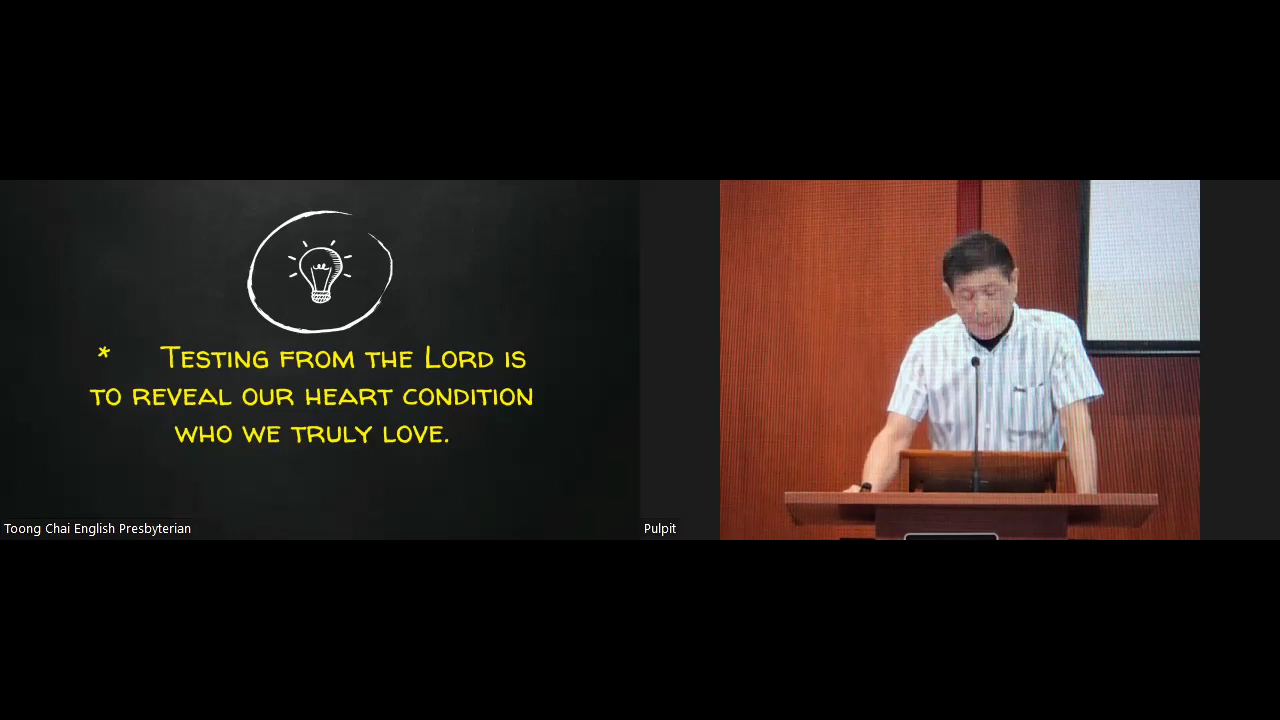 * Testing from the Lord is
to reveal our heart condition
who we truly love.
Toong Chai English Presbyterian
Pulpit